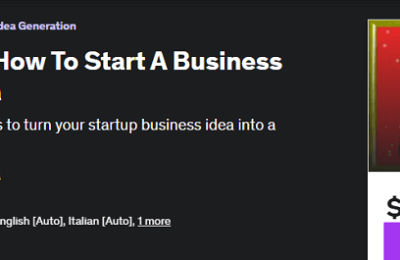 dea Generation
How To Start A Business
s to turn your startup business idea into a
nglish [Auto], Italian [Auto], 1 more
$